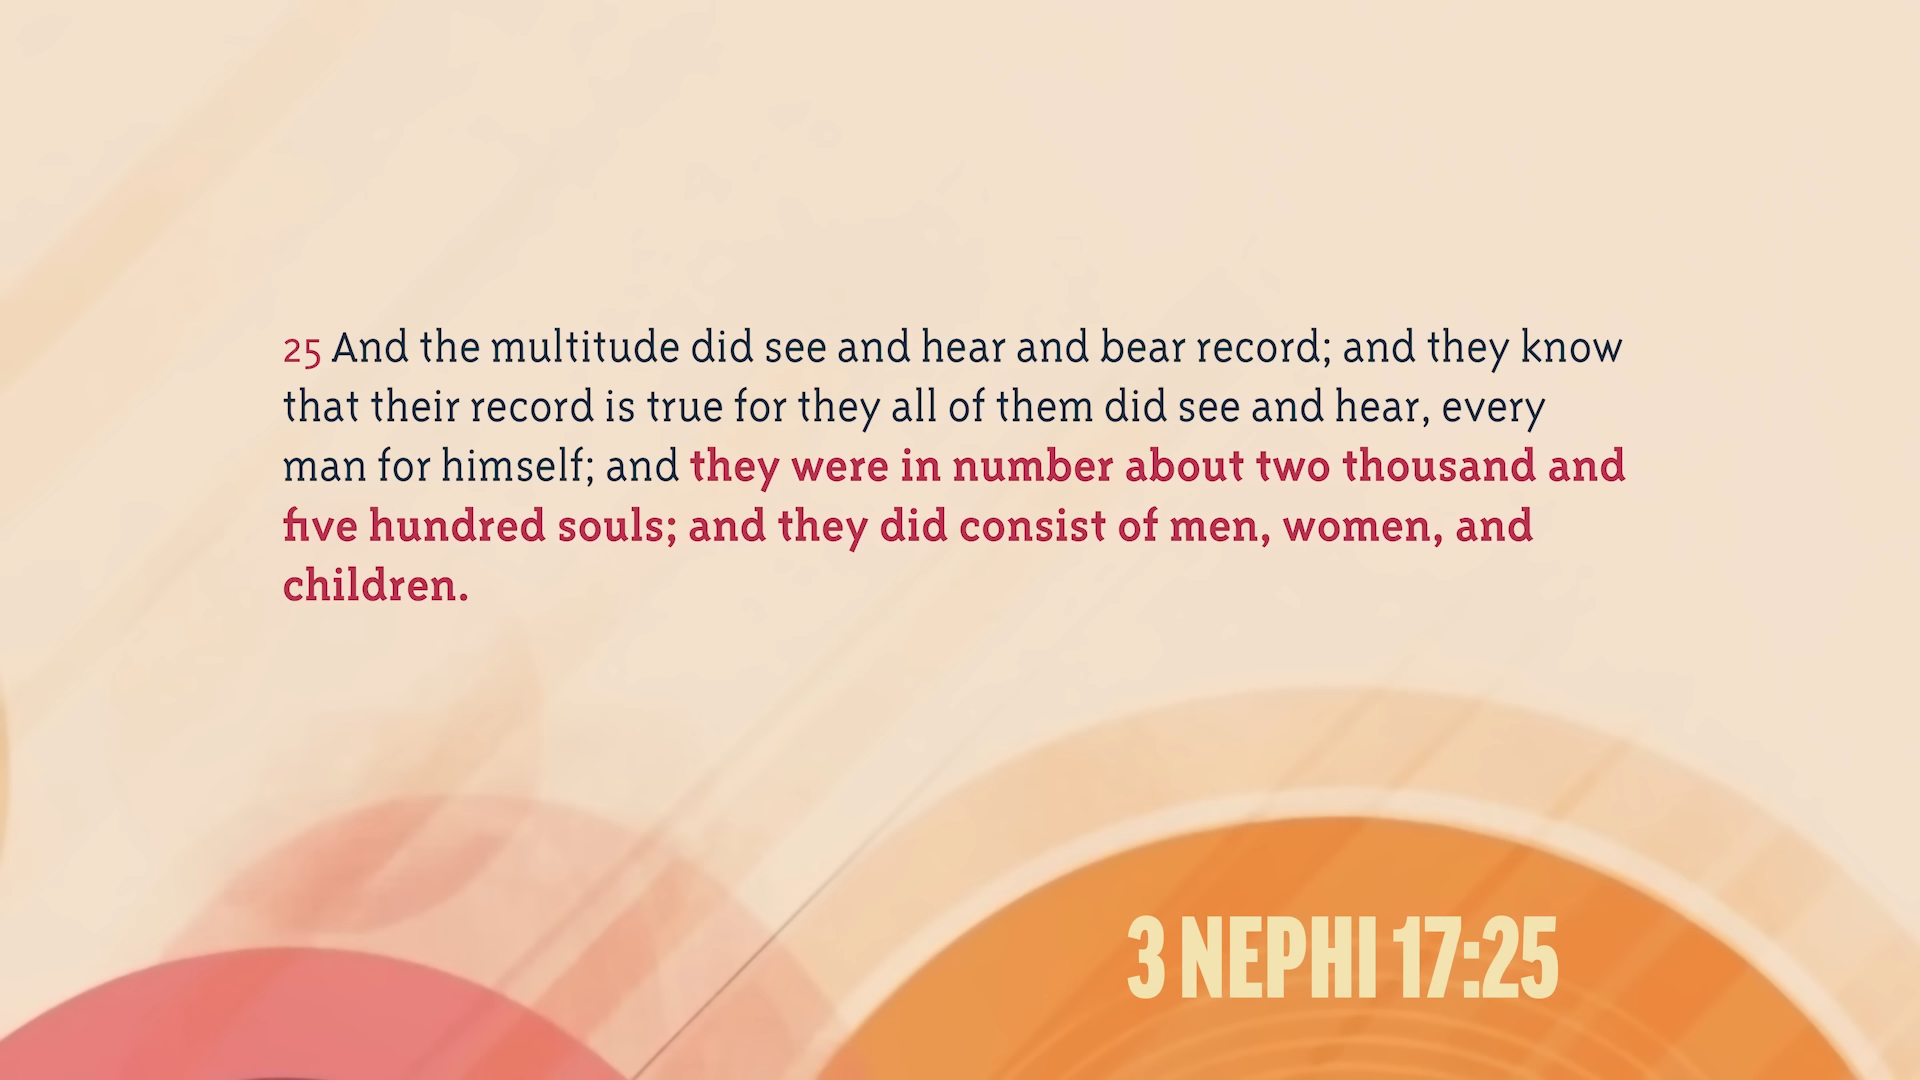 25 And the multitude did see and hear and bear record; and they know
that their record is true for they all of them did see and hear, every
man for himself; and they were in number about two thousand and
five hundred souls; and they did consist of men, women, and
children.
3 NEPHI 17:25